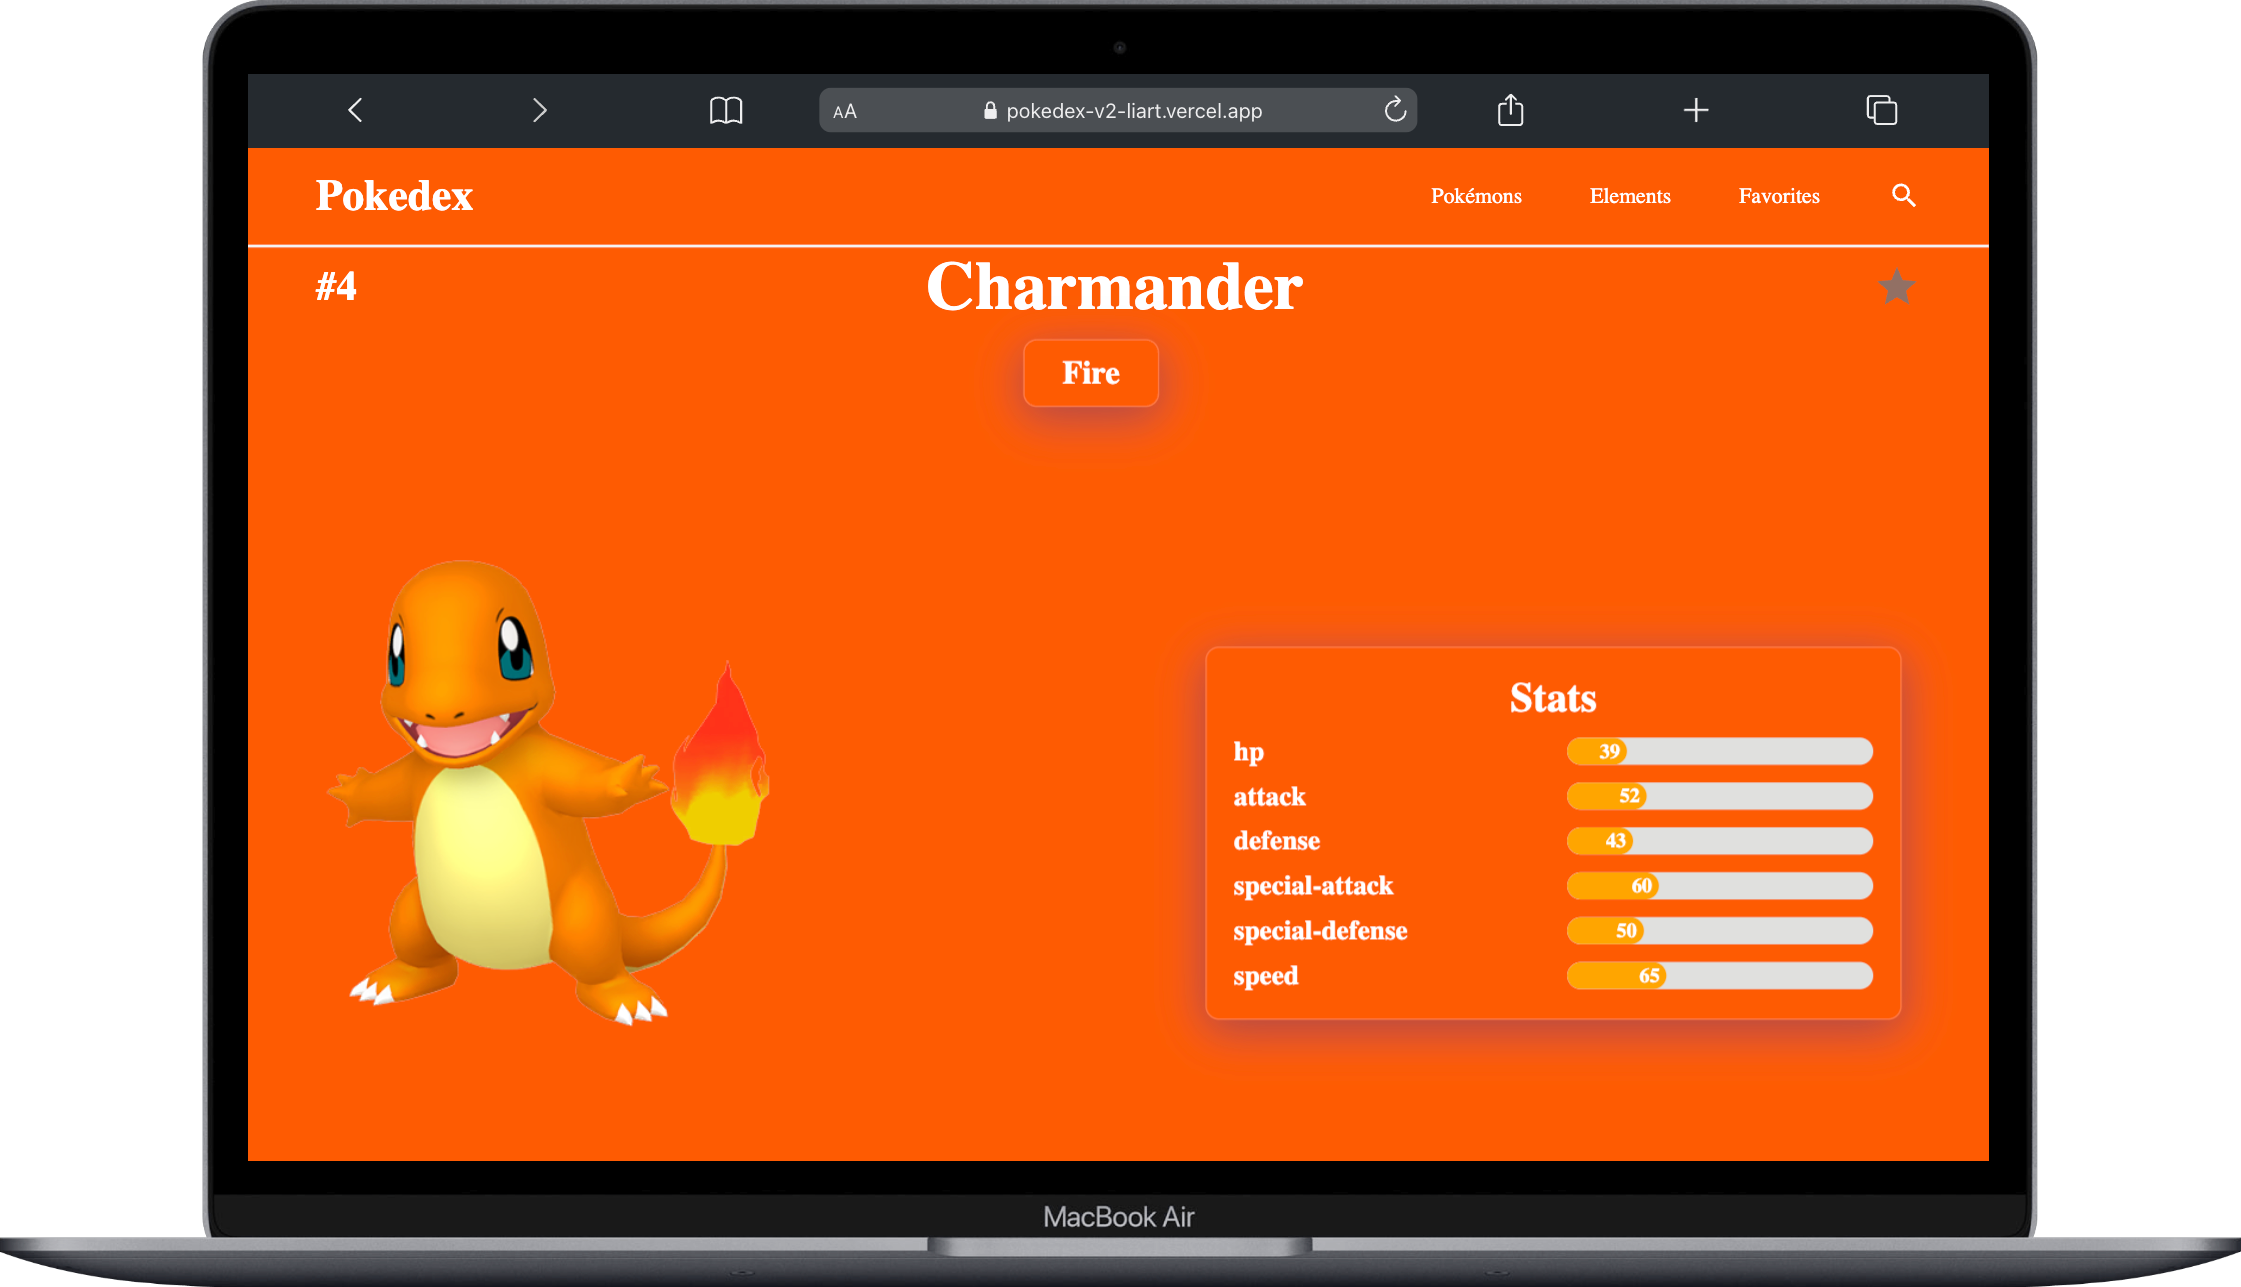 AA pokedex-v2-liart.vercel.app
Pokedex Pokémons Elements Favorites
#4 Charmander
Fire
Stats
hp 39
attack 52
defense 43
special-attack 60
special-defense 50
speed 65
MacBook Air